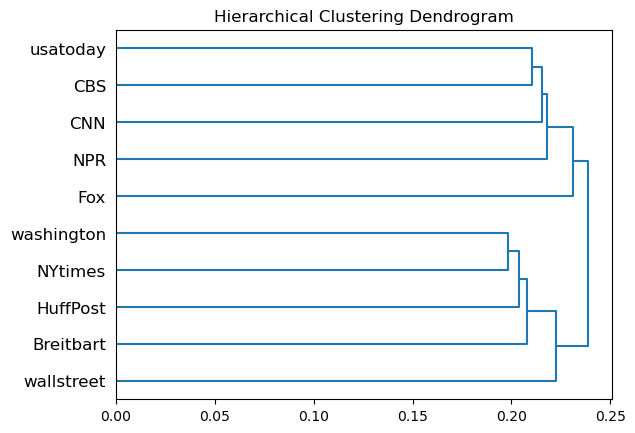 Hierarchical Clustering Dendrogram
usatoday
CBS
CNN
NPR
Fox
washington
NYtimes
HuffPost
Breitbart
wallstreet
0.00 0.05 0.10 0.15 0.20 0.25